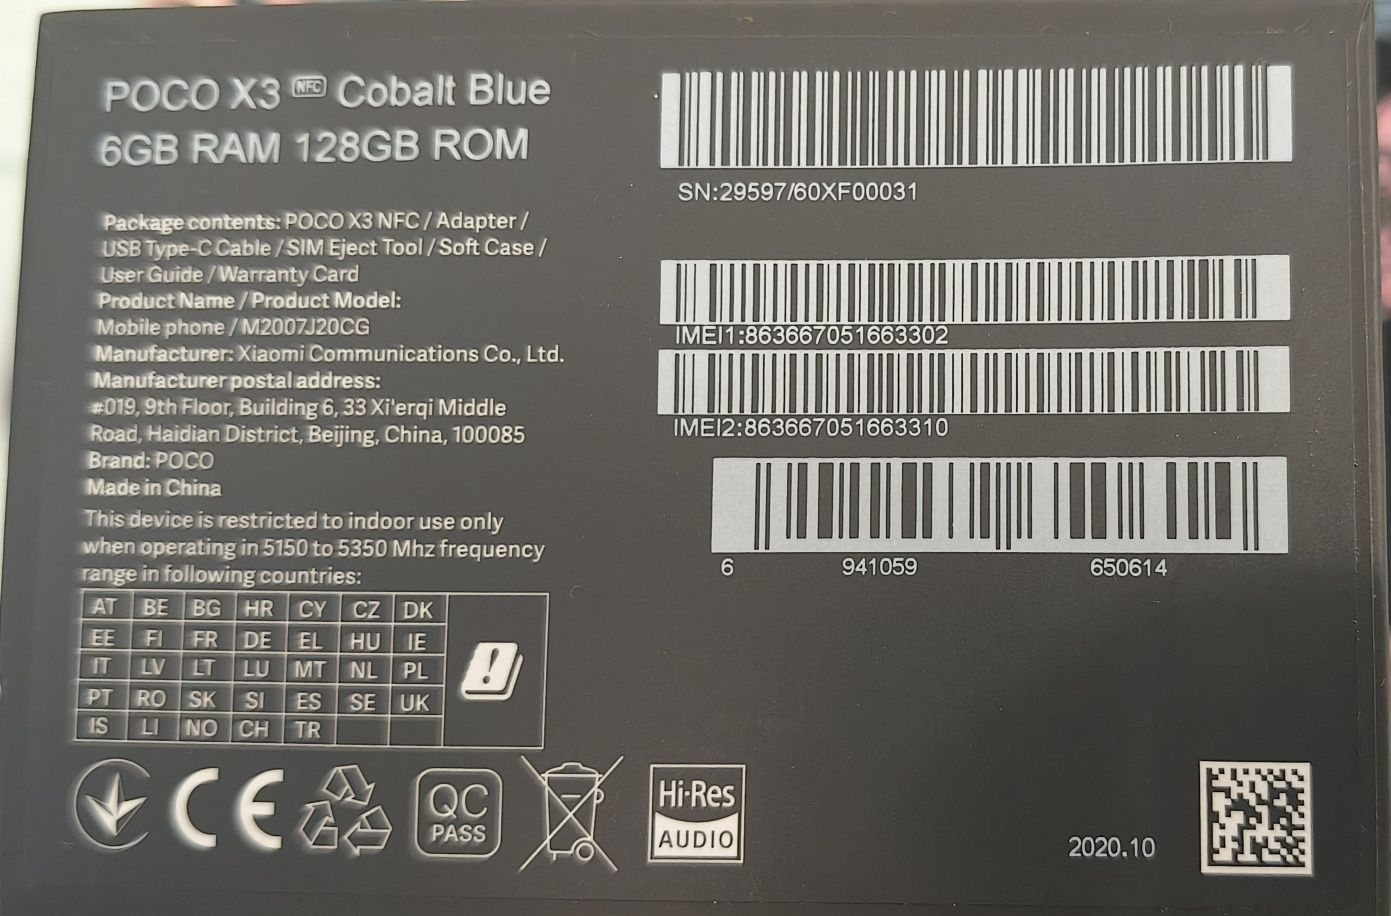 POCO X3 NFC Cobalt Blue
6GB RAM 128GB ROM
Package contents: POCO X3 NFC / Adapter /
USB Type-C Cable / SIM Eject Tool / Soft Case /
User Guide / Warranty Card
Product Name / Product Model:
Mobile phone / M2007J20CG
Manufacturer: Xiaomi Communications Co., Ltd.
Manufacturer postal address:
#019, 9th Floor, Building 6, 33 Xi'erqi Middle
Road, Haidian District, Beijing, China, 100085
Brand: POCO
Made in China
This device is restricted to indoor use only
when operating in 5150 to 5350 Mhz frequency
range in following countries:
AT BE BG HR CY CZ DK
EE FI FR DE EL HU IE
IT LV LT LU MT NL PL
PT RO SK SI ES SE UK
IS LI NO CH TR
CE
QC
PASS
Hi-Res
AUDIO
SN:29597/60XF00031
IMEI1:863667051663302
IMEI2:863667051663310
6 941059 650614
2020.10